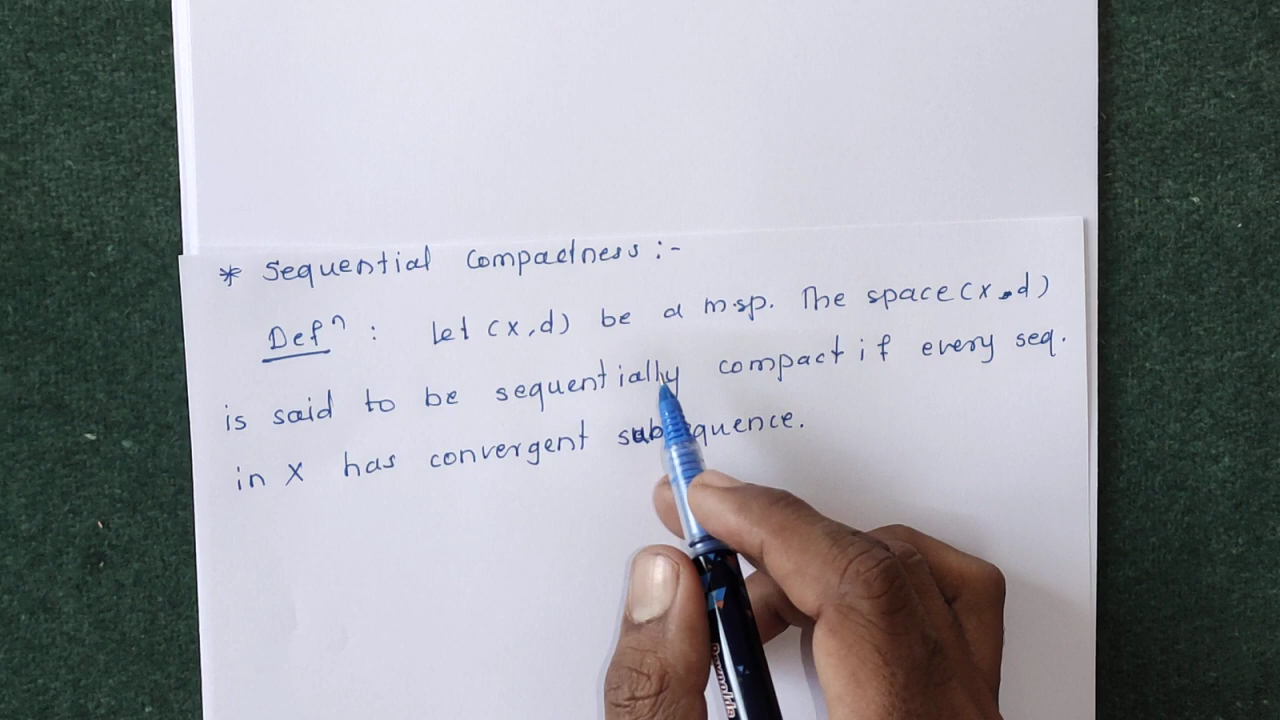 * Sequential Compactness :-
Defⁿ : Let (X, d) be a m.sp. The space (X, d)
is said to be sequentially compact if every seq.
in X has convergent subsequence.